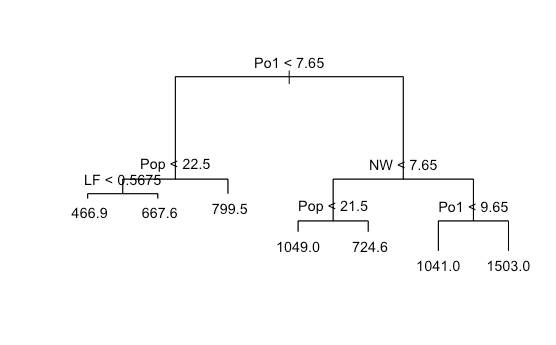 Po1 < 7.65
Pop < 22.5
NW < 7.65
LF < 0.5675
466.9
667.6
799.5
Pop < 21.5
Po1 < 9.65
1049.0
724.6
1041.0
1503.0